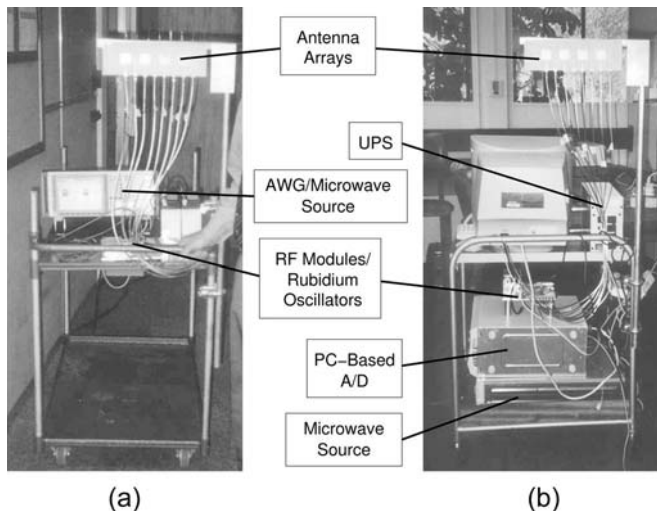 Antenna
Arrays
UPS
AWG/Microwave
Source
RF Modules/
Rubidium
Oscillators
PC−Based
A/D
Microwave
Source
(a)
(b)